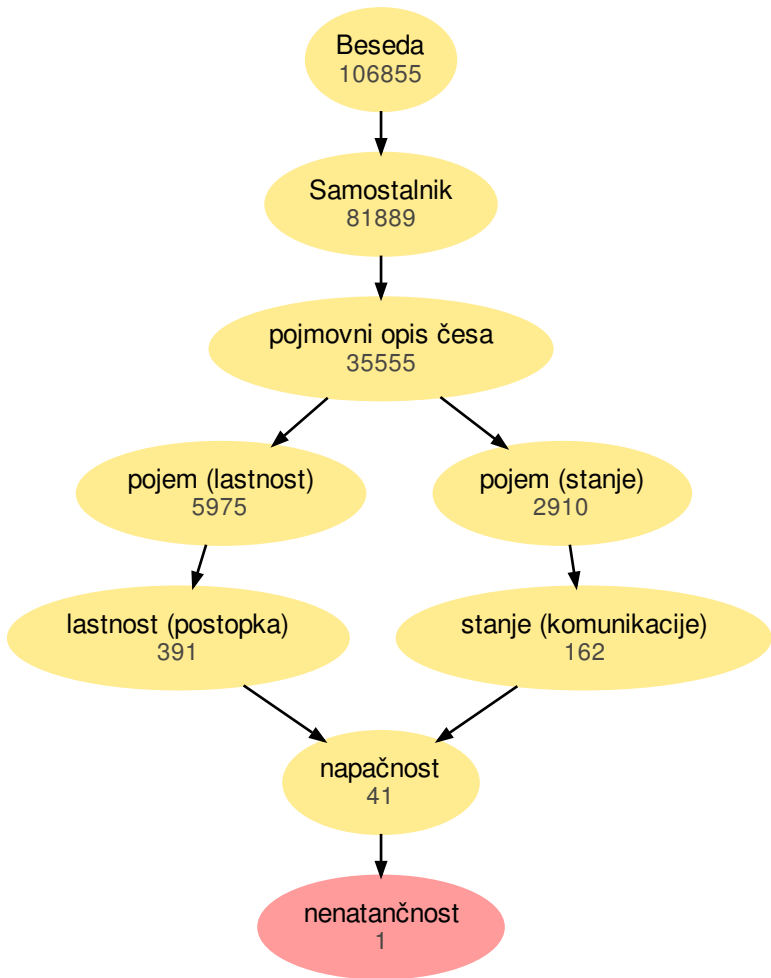 Beseda
106855
Samostalnik
81889
pojmovni opis česa
35555
pojem (lastnost)
5975
pojem (stanje)
2910
lastnost (postopka)
391
stanje (komunikacije)
162
napačnost
41
nenatančnost
1